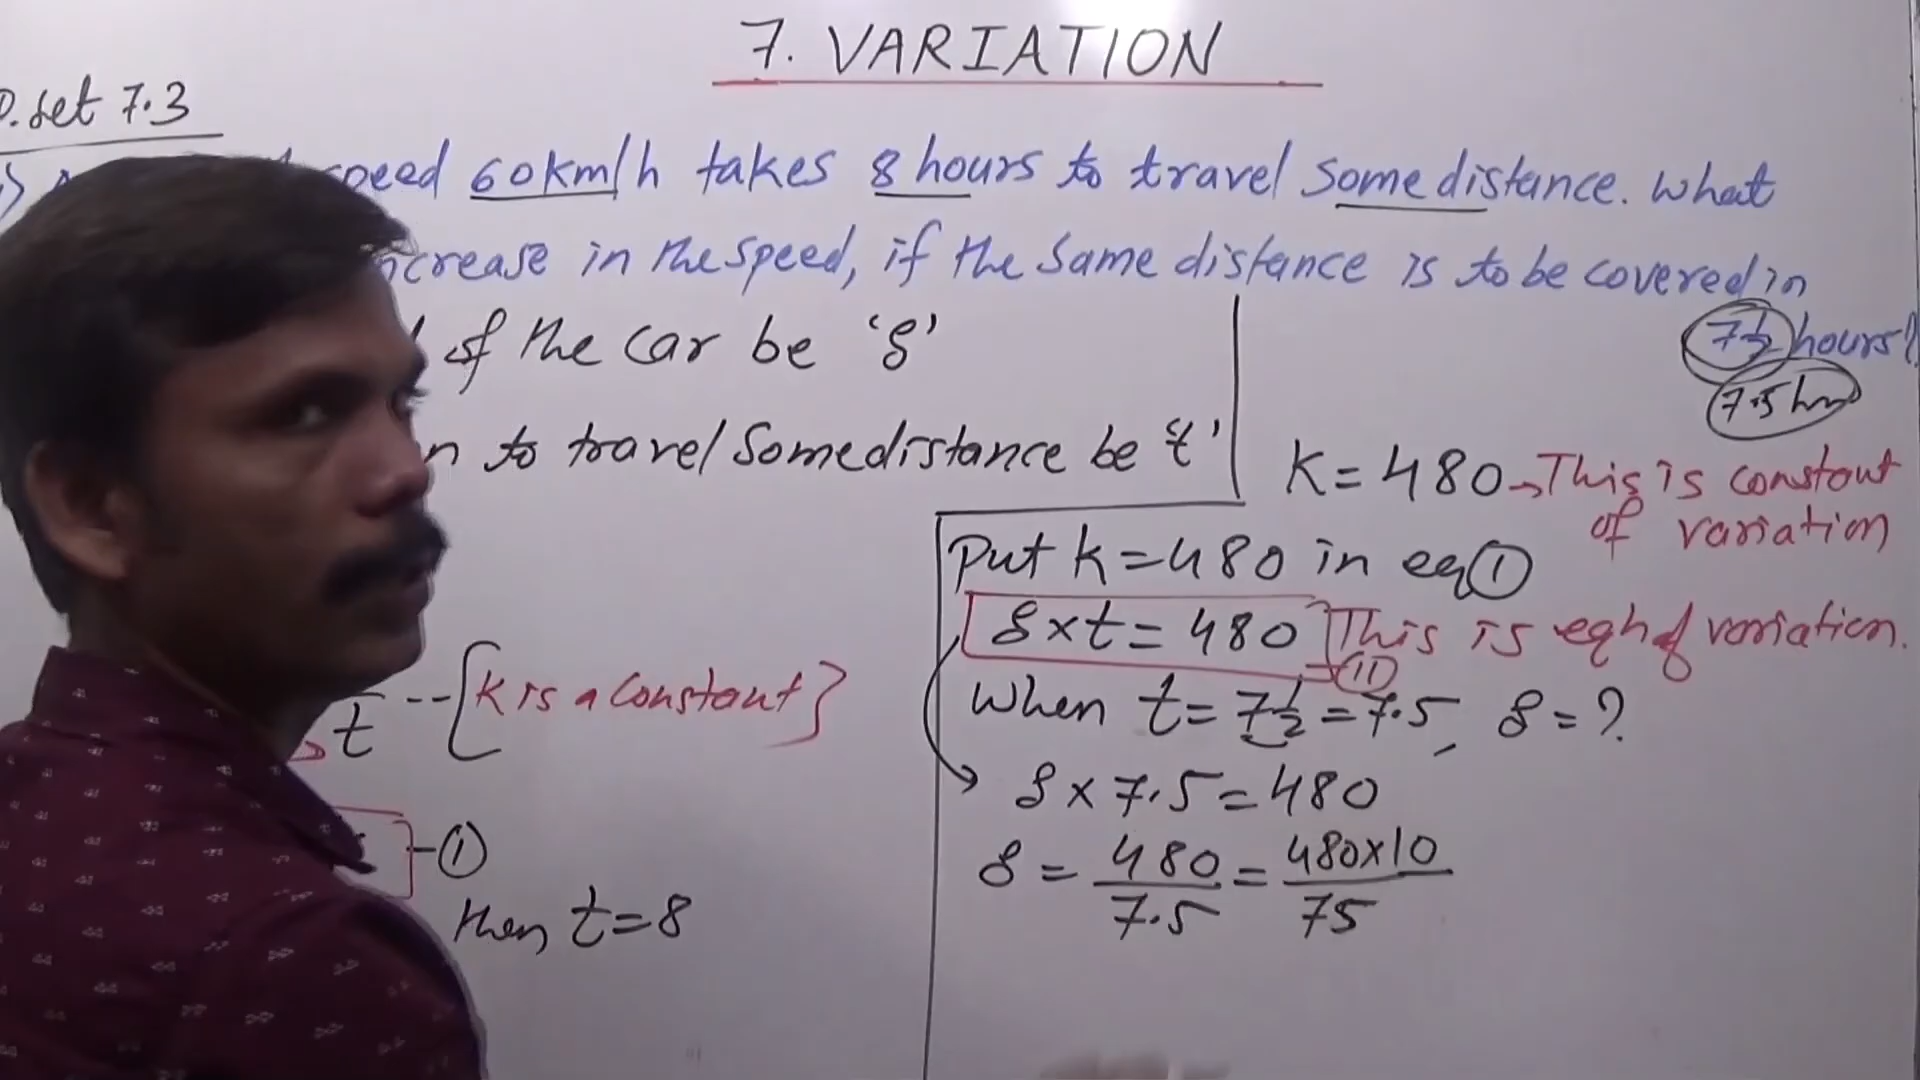 7. VARIATION
set 7.3
speed 60km/h takes 8 hours to travel some distance. What
increase in the speed, if the same distance is to be covered in
7½ hours?
7.5 hrs
of the car be 's'
n to travel some distance be 't'
K is a constant
t
1
then t=8
K=480 → This is constant
of variation
Put k=480 in eq 1
s×t=480 This is eqn of variation.
(II)
When t=7½=7.5, s=?
s×7.5=480
s = 480/7.5 = 480×10/75